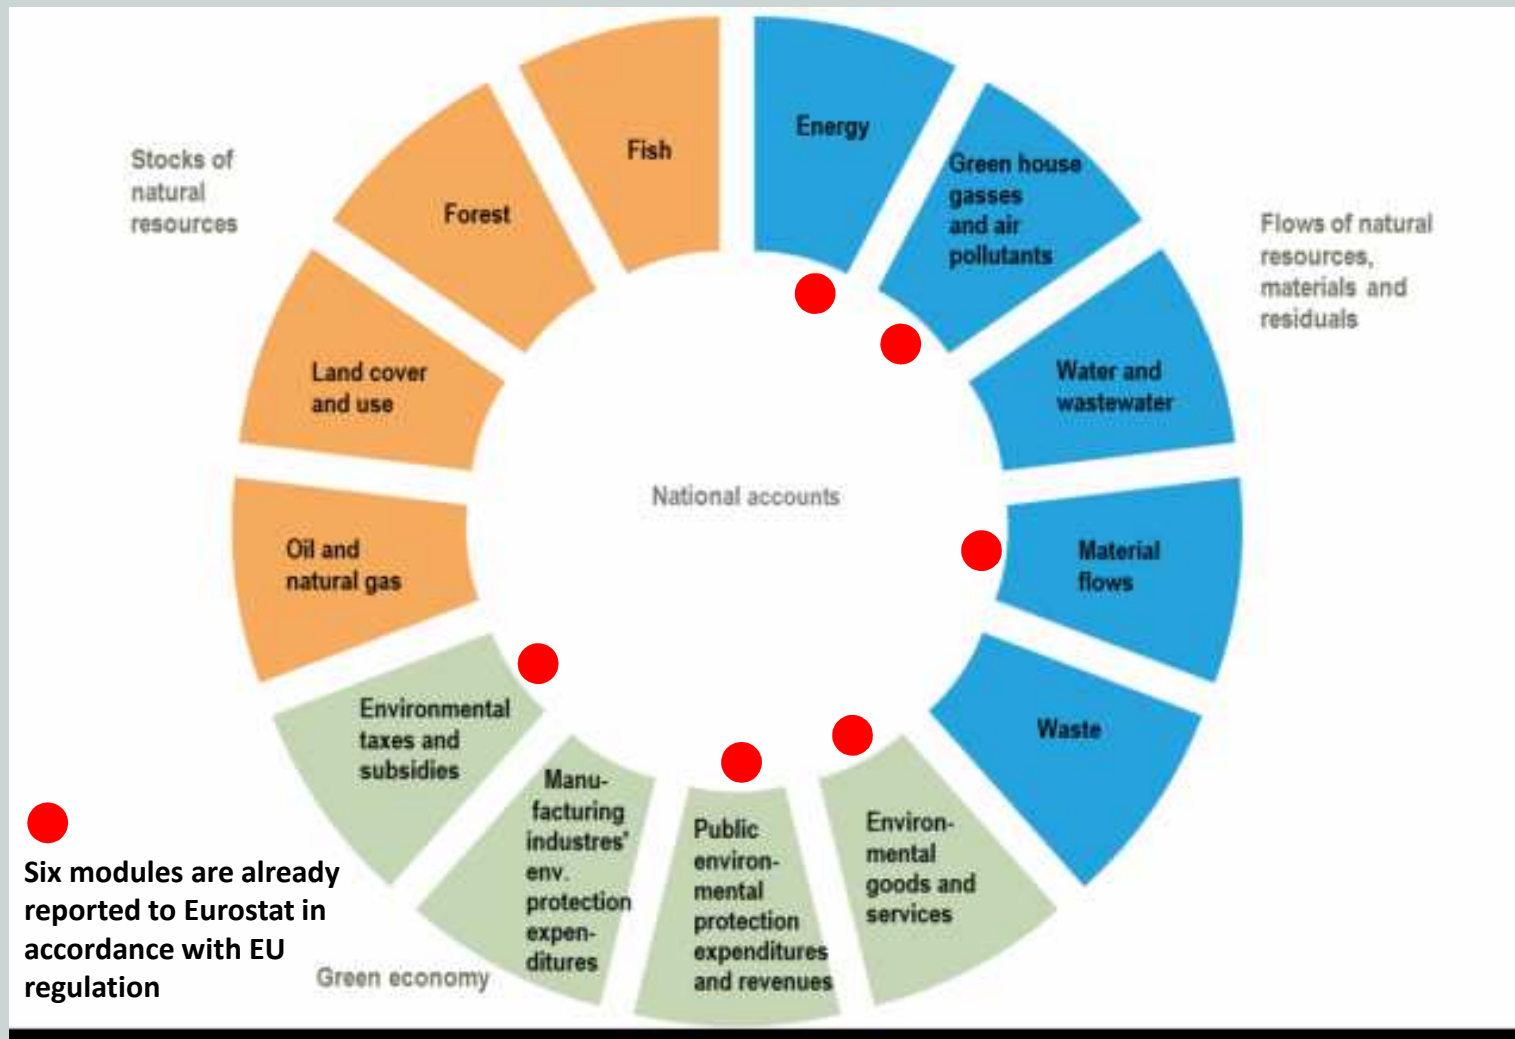 Stocks of
natural
resources
Fish
Forest
Land cover
and use
Oil and
natural gas
Energy
Green house
gasses
and air
pollutants
Flows of natural
resources,
materials and
residuals
Water and
wastewater
National accounts
Material
flows
Waste
Environmental
taxes and
subsidies
Manu-
facturing
industres'
env.
protection
expen-
ditures
Public
environ-
mental
protection
expenditures
and revenues
Environ-
mental
goods and
services
Green economy
Six modules are already
reported to Eurostat in
accordance with EU
regulation